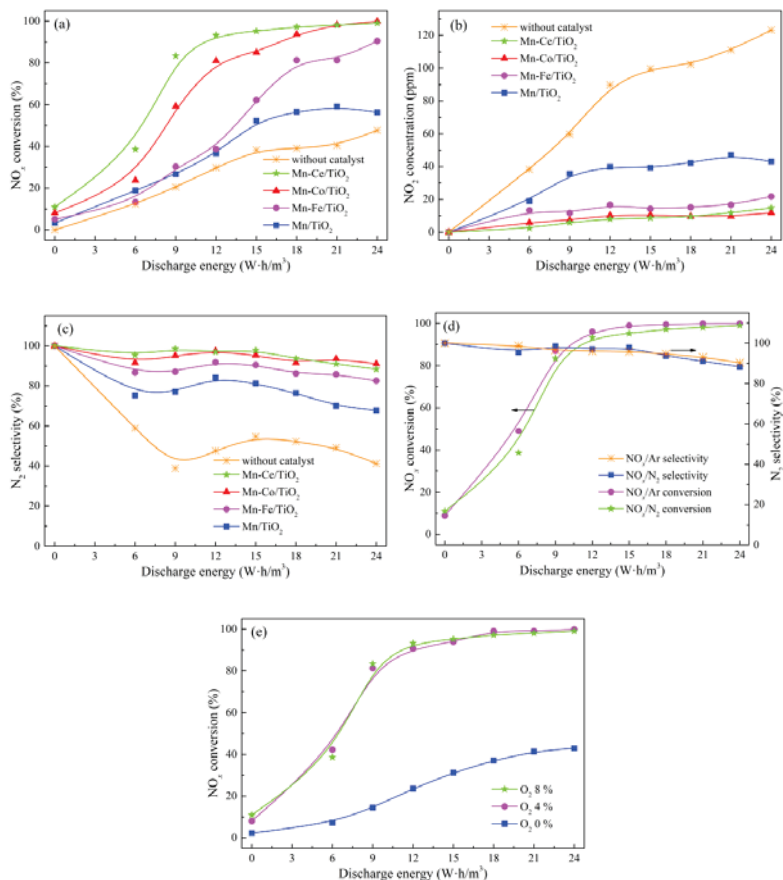 (a)
NOx conversion (%)
100
80
60
40
20
0
without catalyst
Mn-Ce/TiO2
Mn-Co/TiO2
Mn-Fe/TiO2
Mn/TiO2
0 3 6 9 12 15 18 21 24
Discharge energy (W·h/m3)
(b)
NO2 concentration (ppm)
120
100
80
60
40
20
0
without catalyst
Mn-Ce/TiO2
Mn-Co/TiO2
Mn-Fe/TiO2
Mn/TiO2
0 3 6 9 12 15 18 21 24
Discharge energy (W·h/m3)
(c)
N2 selectivity (%)
100
80
60
40
20
0
without catalyst
Mn-Ce/TiO2
Mn-Co/TiO2
Mn-Fe/TiO2
Mn/TiO2
0 3 6 9 12 15 18 21 24
Discharge energy (W·h/m3)
(d)
NOx conversion (%)
100
90
80
70
60
50
40
30
20
10
0
NOx/Ar selectivity
NOx/N2 selectivity
NOx/Ar conversion
NOx/N2 conversion
100
80
60
40
20
10
0
N2 selectivity (%)
0 3 6 9 12 15 18 21 24
Discharge energy (W·h/m3)
(e)
NOx conversion (%)
100
80
60
40
20
0
O2 8 %
O2 4 %
O2 0 %
0 3 6 9 12 15 18 21 24
Discharge energy (W·h/m3)